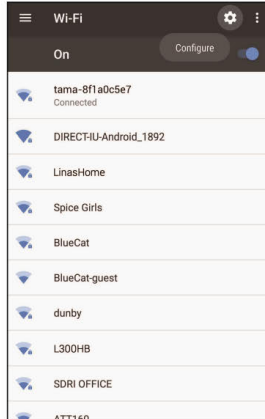 Wi-Fi
Configure
On
tama-8f1a0c5e7
Connected
DIRECT-IU-Android_1892
LinasHome
Spice Girls
BlueCat
BlueCat-guest
dunby
L300HB
SDRI OFFICE
ATT160